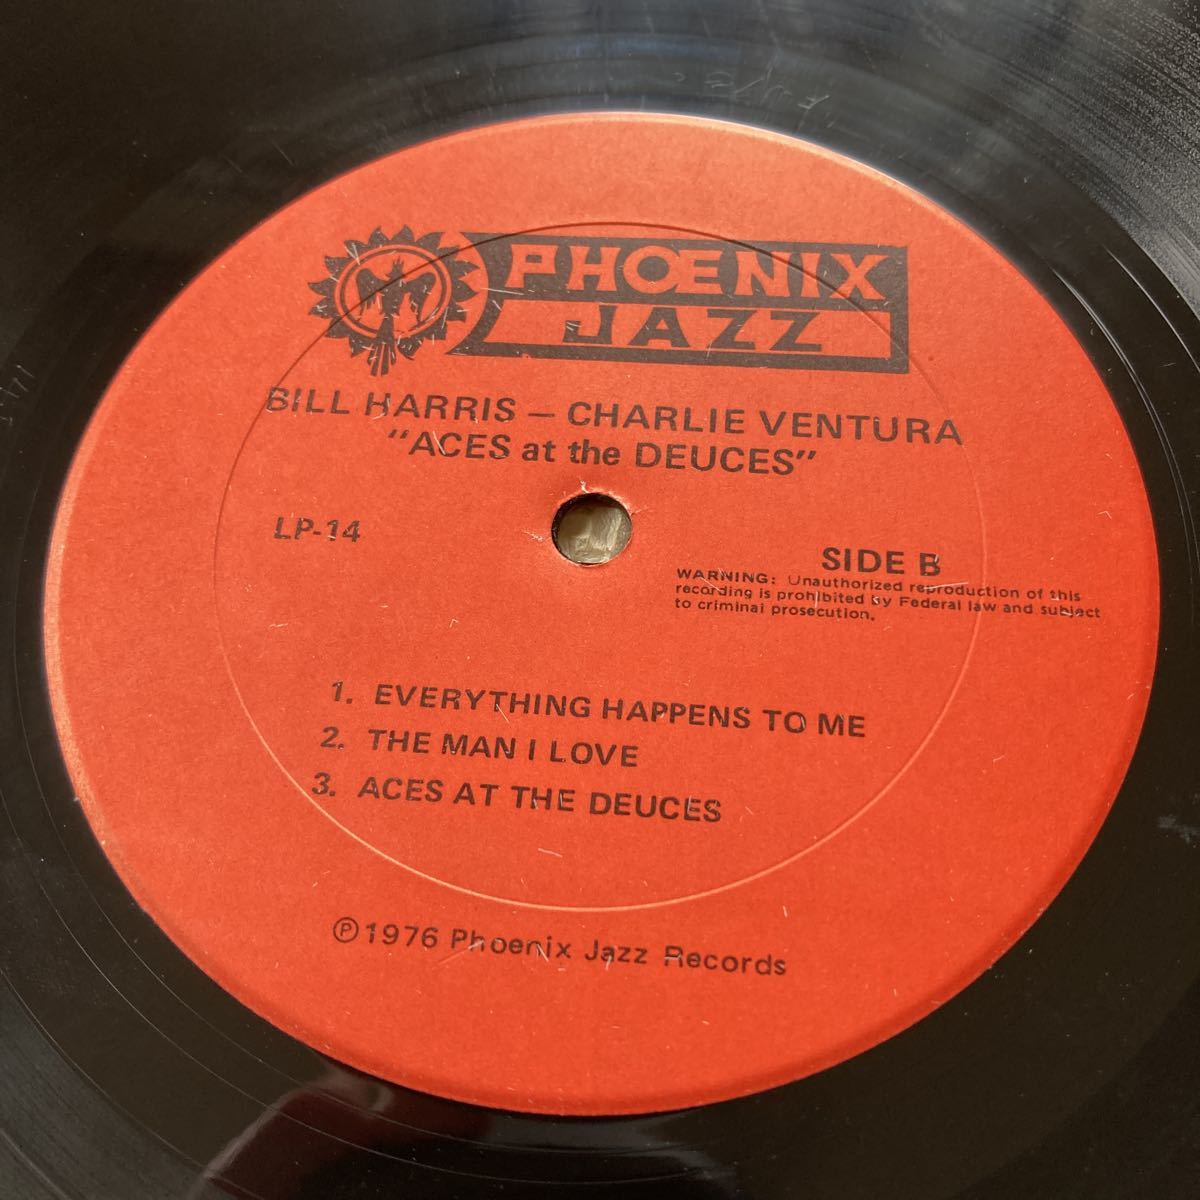 PHOENIX
JAZZ
BILL HARRIS — CHARLIE VENTURA
"ACES at the DEUCES"
LP-14
SIDE B
WARNING: Unauthorized reproduction of this
recording is prohibited by Federal law and subject
to criminal prosecution.
1. EVERYTHING HAPPENS TO ME
2. THE MAN I LOVE
3. ACES AT THE DEUCES
℗1976 Phoenix Jazz Records